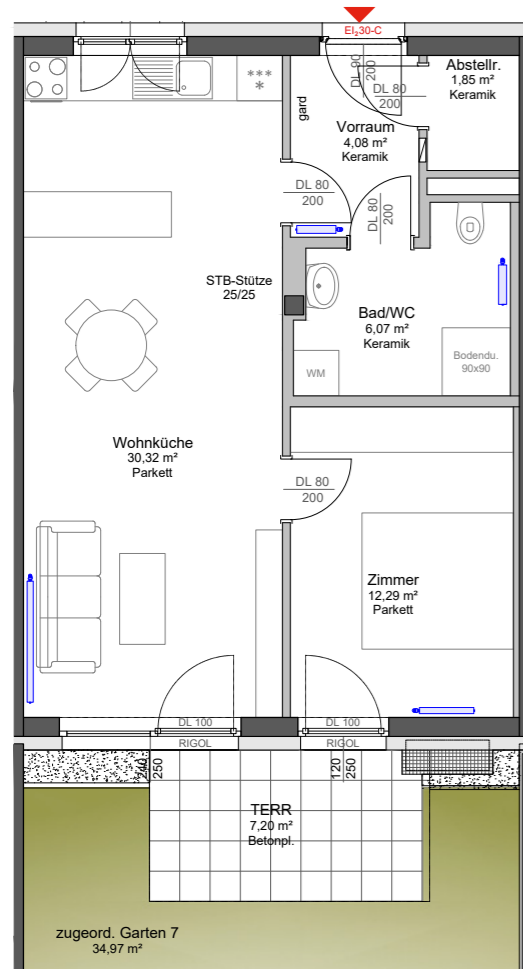 EI₂30-C
Abstellr.
1,85 m²
Keramik
DL 90
200
DL 80
200
gard
Vorraum
4,08 m²
Keramik
***
*
DL 80
200
DL 80
200
STB-Stütze
25/25
Bad/WC
6,07 m²
Keramik
WM
Bodendu.
90x90
Wohnküche
30,32 m²
Parkett
DL 80
200
Zimmer
12,29 m²
Parkett
DL 100
DL 100
RIGOL
RIGOL
240
250
120
250
TERR
7,20 m²
Betonpl.
zugeord. Garten 7
34,97 m²